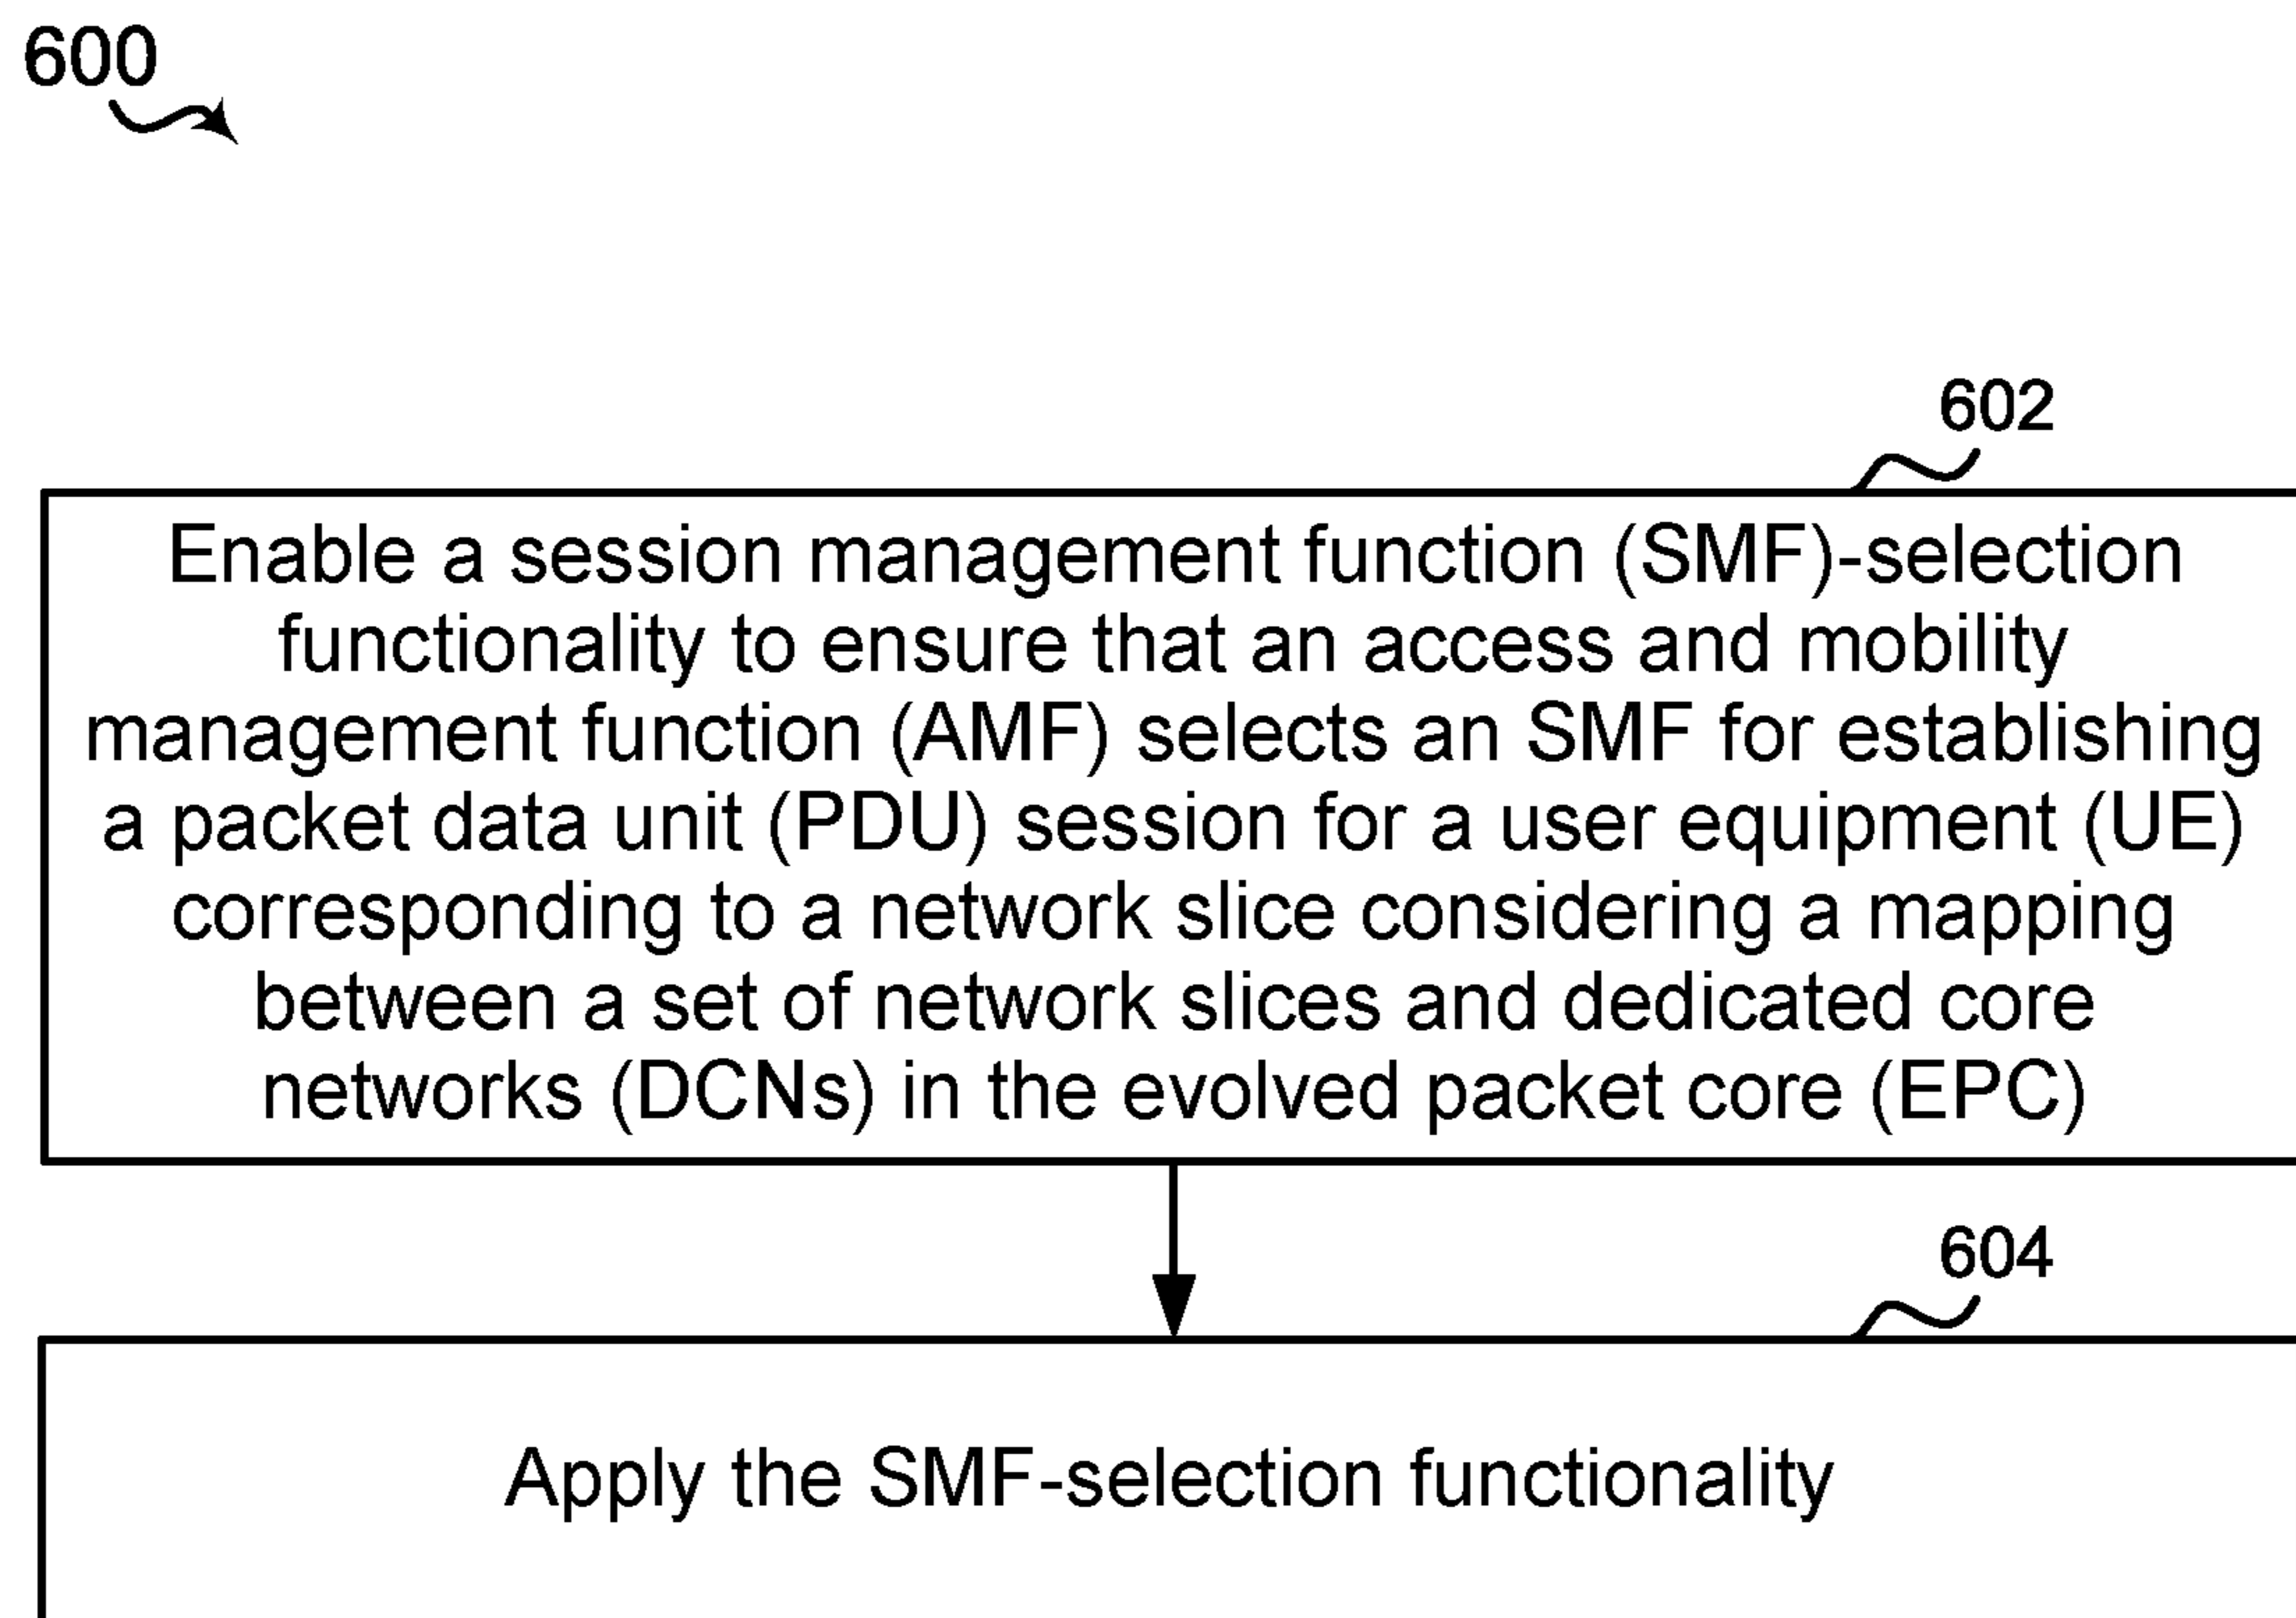 600
602
Enable a session management function (SMF)-selection
functionality to ensure that an access and mobility
management function (AMF) selects an SMF for establishing
a packet data unit (PDU) session for a user equipment (UE)
corresponding to a network slice considering a mapping
between a set of network slices and dedicated core
networks (DCNs) in the evolved packet core (EPC)
604
Apply the SMF-selection functionality